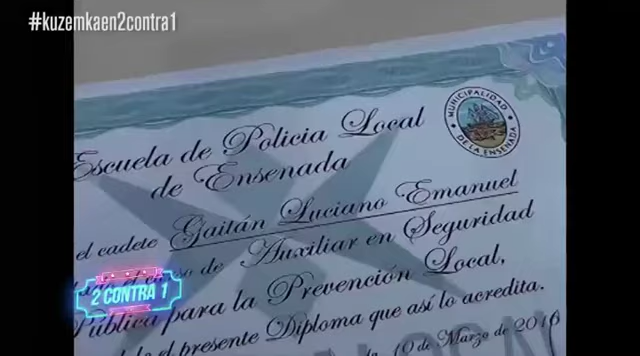 #kuzemkaen2contra1
MUNICIPALIDAD
DE LA ENSENADA
Escuela de Policia Local
de Ensenada
el cadete Gaitán Luciano Emanuel
de Auxiliar en Seguridad
Pública para la Prevención Local,
el presente Diploma que así lo acredita.
10 de Marzo de 2016
2 CONTRA 1